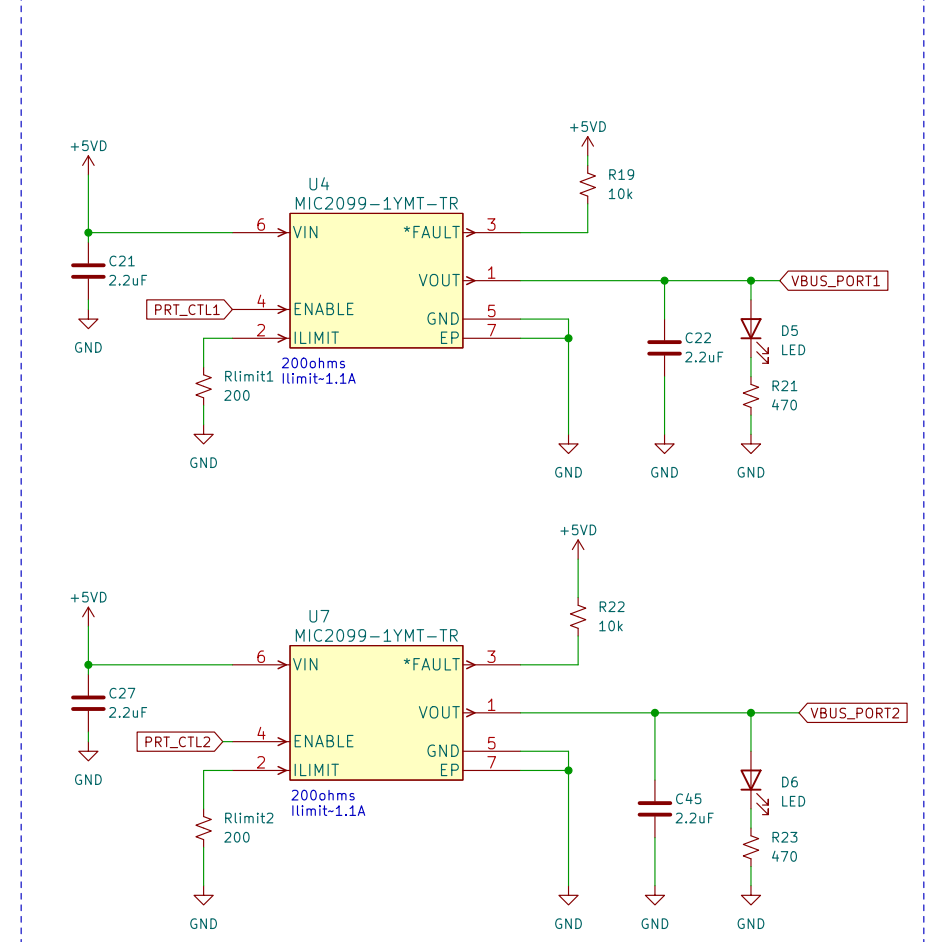 +5VD
+5VD
U4
MIC2099-1YMT-TR
R19
10k
6
VIN
*FAULT
3
C21
2.2uF
VOUT
1
VBUS_PORT1
PRT_CTL1
4
ENABLE
GND
5
2
ILIMIT
EP
7
GND
200ohms
Ilimit~1.1A
Rlimit1
200
C22
2.2uF
D5
LED
R21
470
GND
GND
GND
GND
+5VD
+5VD
U7
MIC2099-1YMT-TR
R22
10k
6
VIN
*FAULT
3
C27
2.2uF
VOUT
1
VBUS_PORT2
PRT_CTL2
4
ENABLE
GND
5
2
ILIMIT
EP
7
GND
200ohms
Ilimit~1.1A
Rlimit2
200
C45
2.2uF
D6
LED
R23
470
GND
GND
GND
GND